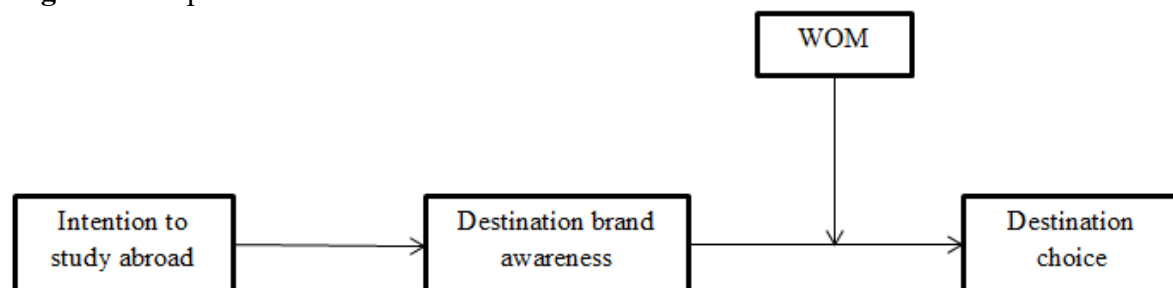 WOM
Intention to
study abroad
Destination brand
awareness
Destination
choice